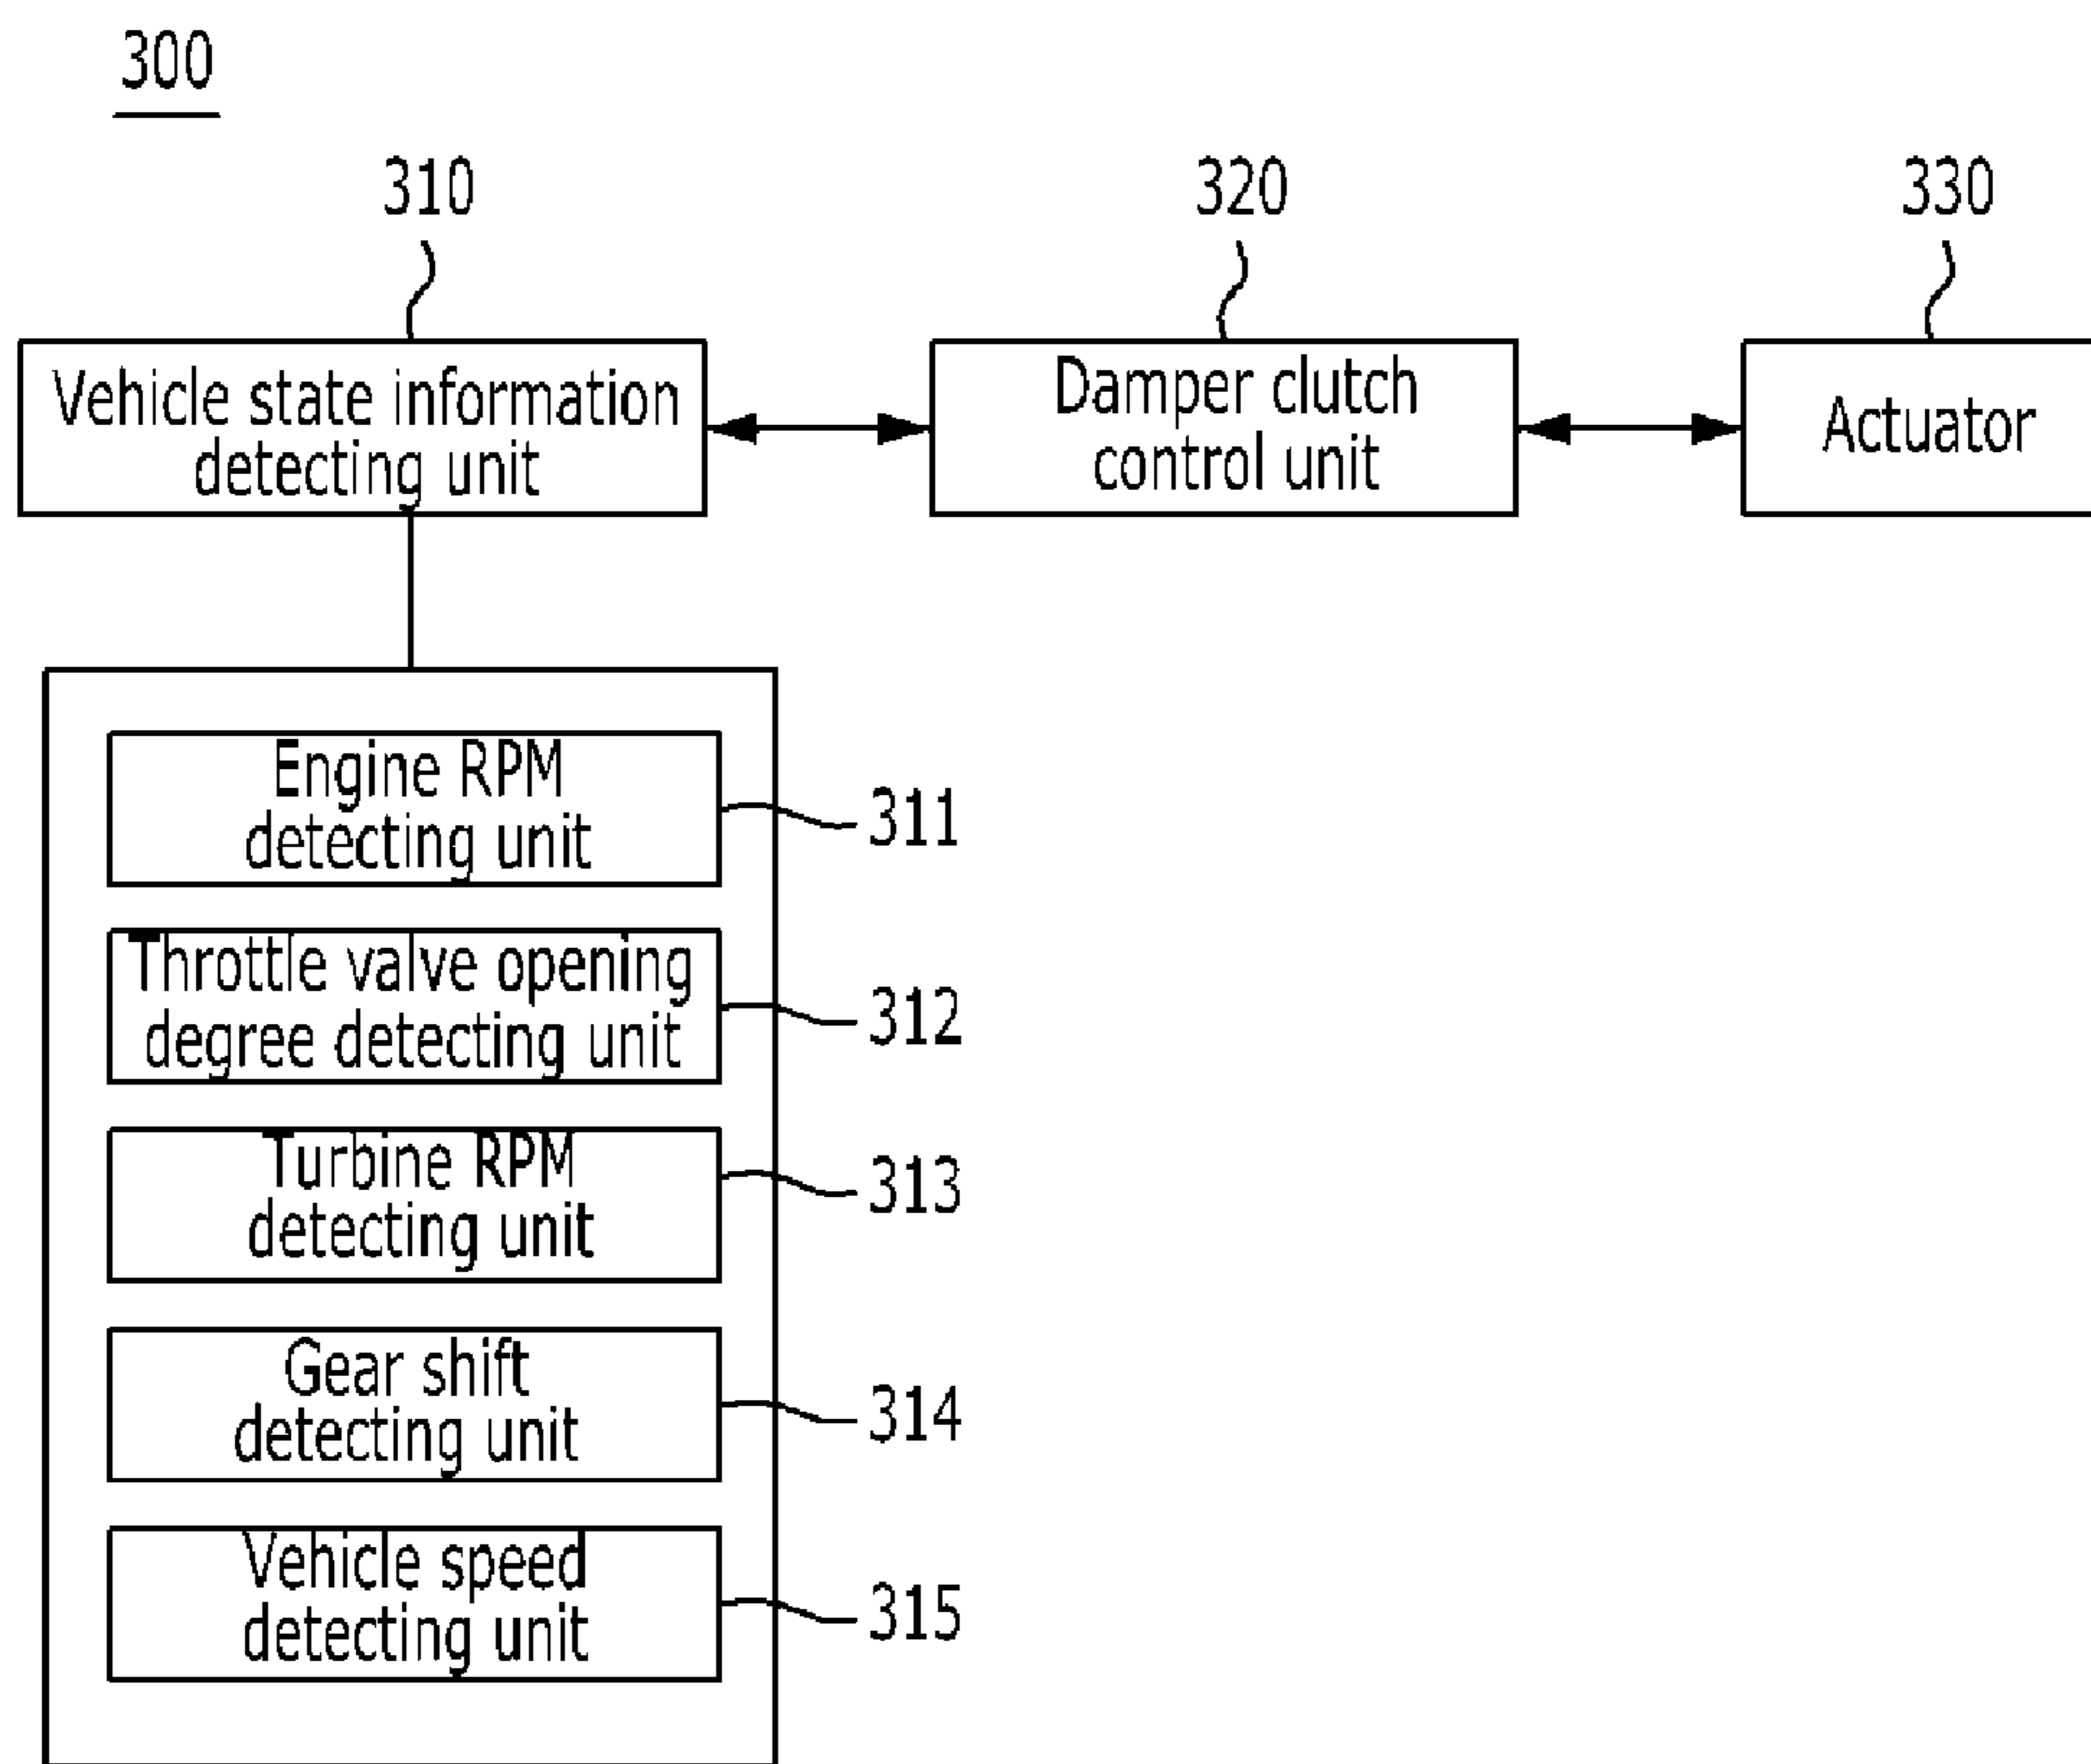 300
310
320
330
Vehicle state information
detecting unit
Damper clutch
control unit
Actuator
Engine RPM
detecting unit
311
Throttle valve opening
degree detecting unit
312
Turbine RPM
detecting unit
313
Gear shift
detecting unit
314
Vehicle speed
detecting unit
315